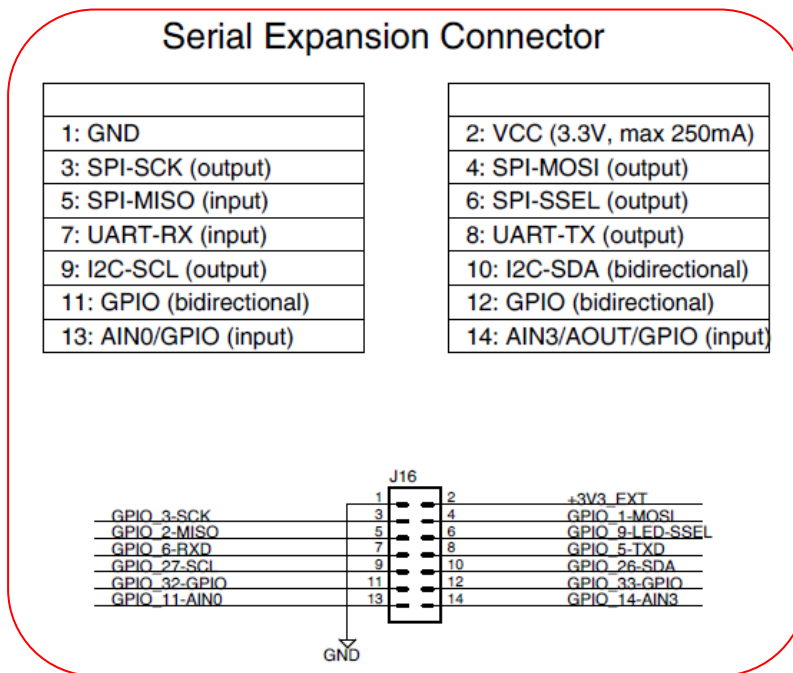 Serial Expansion Connector
1: GND
2: VCC (3.3V, max 250mA)
3: SPI-SCK (output)
4: SPI-MOSI (output)
5: SPI-MISO (input)
6: SPI-SSEL (output)
7: UART-RX (input)
8: UART-TX (output)
9: I2C-SCL (output)
10: I2C-SDA (bidirectional)
11: GPIO (bidirectional)
12: GPIO (bidirectional)
13: AIN0/GPIO (input)
14: AIN3/AOUT/GPIO (input)
J16
1 2 +3V3_EXT
GPIO_3-SCK 3 4 GPIO_1-MOSI
GPIO_2-MISO 5 6 GPIO_9-LED-SSEL
GPIO_6-RXD 7 8 GPIO_5-TXD
GPIO_27-SCL 9 10 GPIO_26-SDA
GPIO_32-GPIO 11 12 GPIO_33-GPIO
GPIO_11-AIN0 13 14 GPIO_14-AIN3
GND